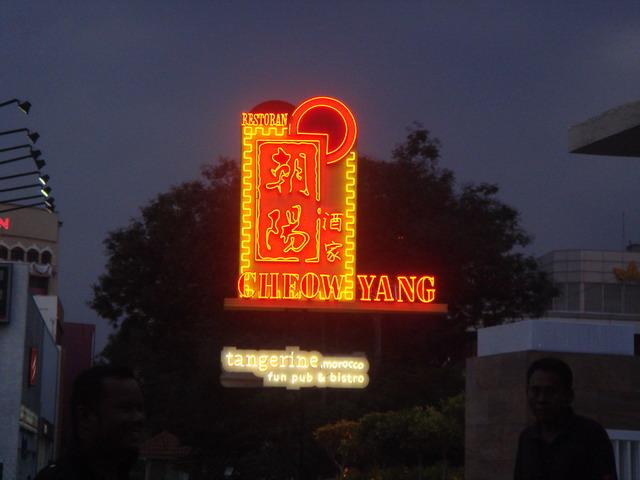 RESTORAN
朝陽
酒家
CHEOW YANG
tangerine.morocco
fun pub & bistro
N